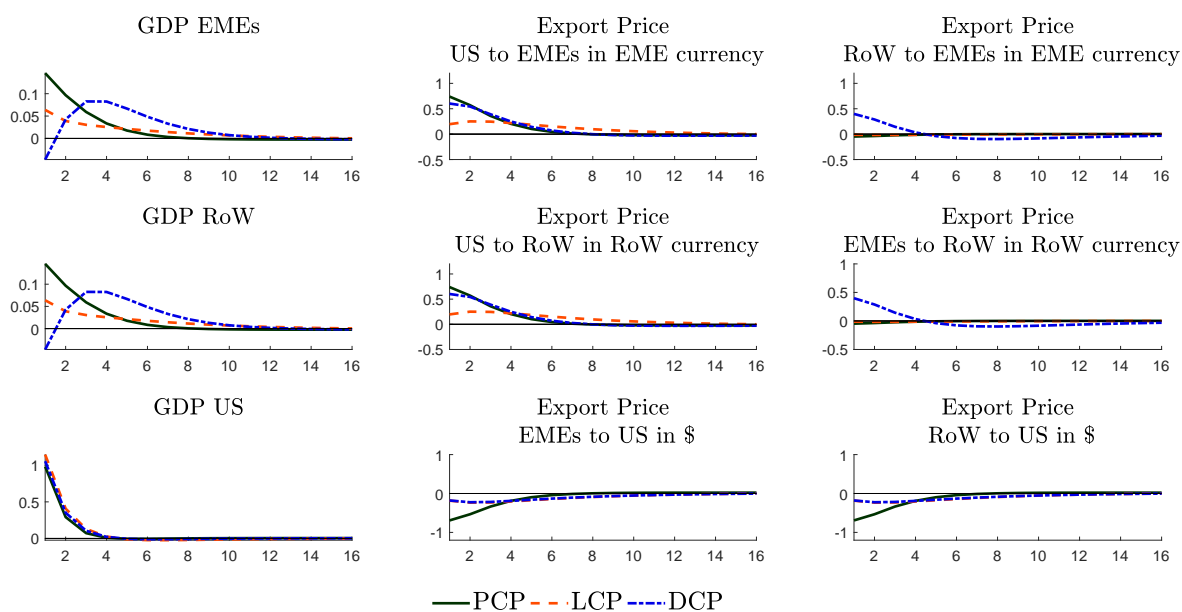 GDP EMEs
Export Price
US to EMEs in EME currency
Export Price
RoW to EMEs in EME currency
0.1
0.05
0
2 4 6 8 10 12 14 16
1
0.5
0
-0.5
2 4 6 8 10 12 14 16
1
0.5
0
-0.5
2 4 6 8 10 12 14 16
GDP RoW
Export Price
US to RoW in RoW currency
Export Price
EMEs to RoW in RoW currency
0.1
0.05
0
2 4 6 8 10 12 14 16
1
0.5
0
-0.5
2 4 6 8 10 12 14 16
1
0.5
0
-0.5
2 4 6 8 10 12 14 16
GDP US
Export Price
EMEs to US in $
Export Price
RoW to US in $
1
0.5
0
2 4 6 8 10 12 14 16
1
0
-1
2 4 6 8 10 12 14 16
1
0
-1
2 4 6 8 10 12 14 16
PCP LCP DCP